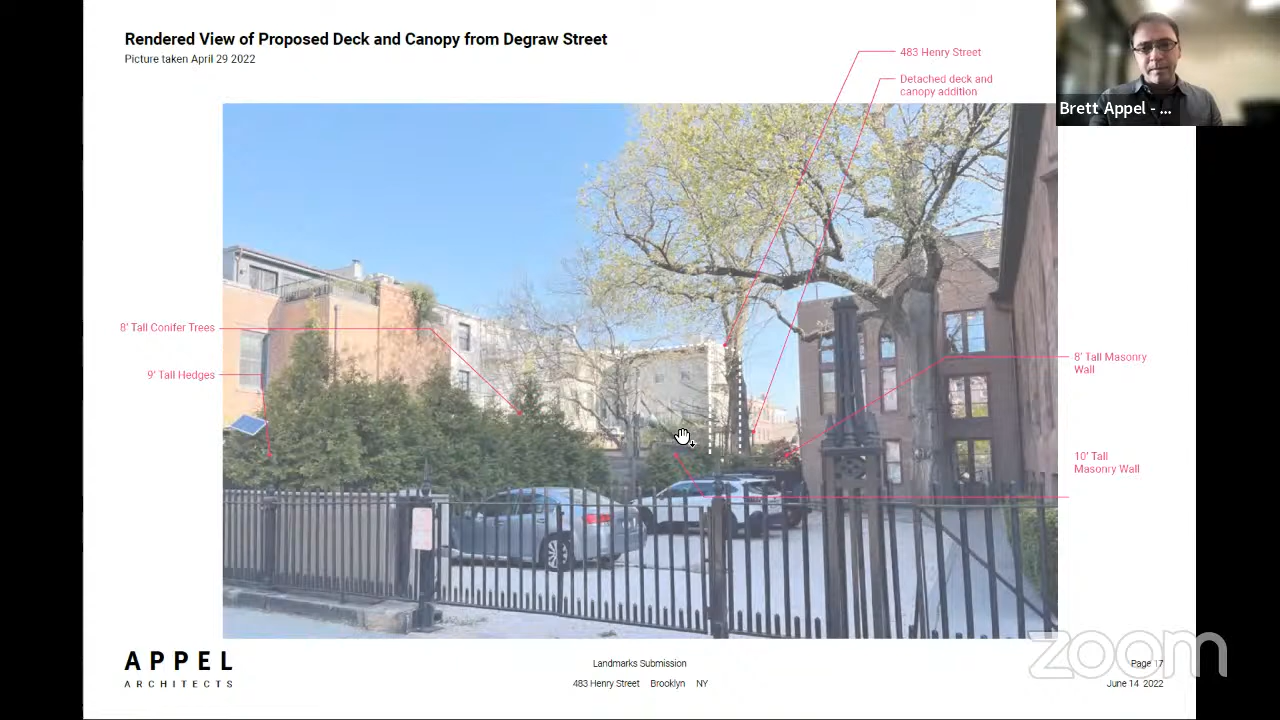 Rendered View of Proposed Deck and Canopy from Degraw Street
Picture taken April 29 2022
483 Henry Street
Detached deck and
canopy addition
Brett Appel - ...
8' Tall Conifer Trees
9' Tall Hedges
8' Tall Masonry
Wall
10' Tall
Masonry Wall
APPEL
ARCHITECTS
Landmarks Submission
483 Henry Street Brooklyn NY
zoom
Page 17
June 14 2022